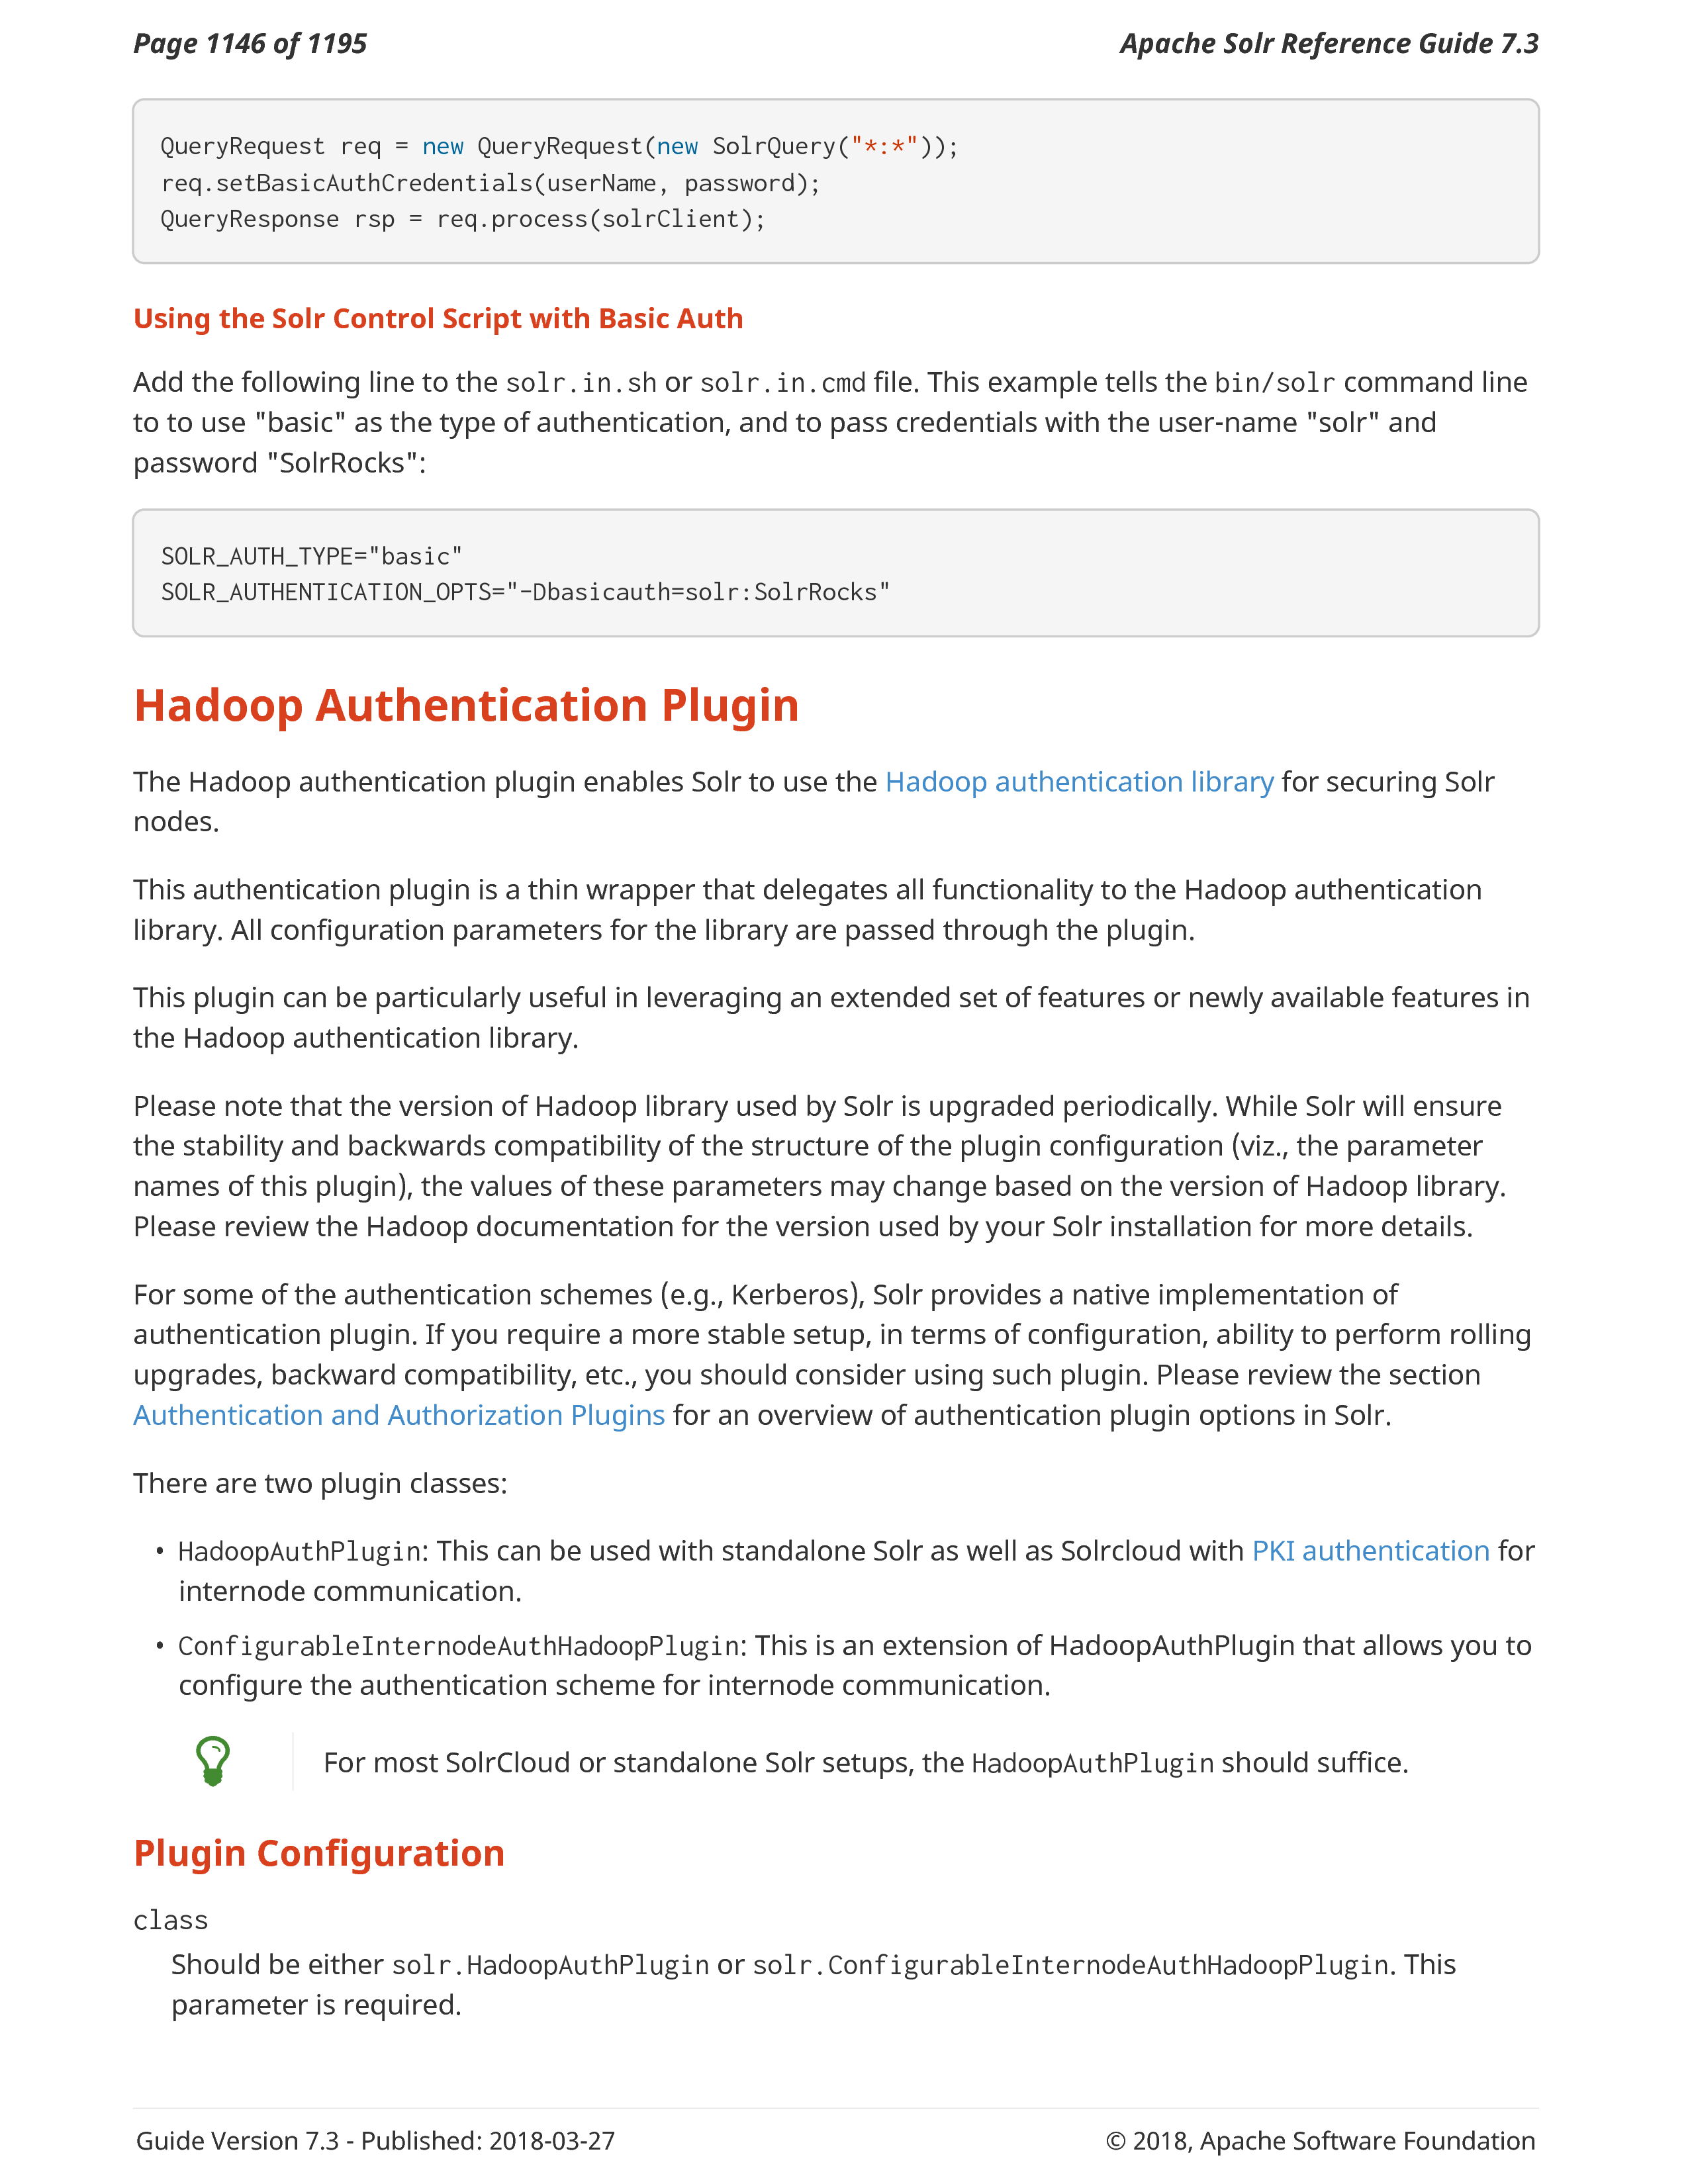 Page 1146 of 1195
Apache Solr Reference Guide 7.3
QueryRequest req = new QueryRequest(new SolrQuery("*:*"));
req.setBasicAuthCredentials(userName, password);
QueryResponse rsp = req.process(solrClient);
Using the Solr Control Script with Basic Auth
Add the following line to the solr.in.sh or solr.in.cmd file. This example tells the bin/solr command line
to to use "basic" as the type of authentication, and to pass credentials with the user-name "solr" and
password "SolrRocks":
SOLR_AUTH_TYPE="basic"
SOLR_AUTHENTICATION_OPTS="-Dbasicauth=solr:SolrRocks"
Hadoop Authentication Plugin
The Hadoop authentication plugin enables Solr to use the Hadoop authentication library for securing Solr
nodes.
This authentication plugin is a thin wrapper that delegates all functionality to the Hadoop authentication
library. All configuration parameters for the library are passed through the plugin.
This plugin can be particularly useful in leveraging an extended set of features or newly available features in
the Hadoop authentication library.
Please note that the version of Hadoop library used by Solr is upgraded periodically. While Solr will ensure
the stability and backwards compatibility of the structure of the plugin configuration (viz., the parameter
names of this plugin), the values of these parameters may change based on the version of Hadoop library.
Please review the Hadoop documentation for the version used by your Solr installation for more details.
For some of the authentication schemes (e.g., Kerberos), Solr provides a native implementation of
authentication plugin. If you require a more stable setup, in terms of configuration, ability to perform rolling
upgrades, backward compatibility, etc., you should consider using such plugin. Please review the section
Authentication and Authorization Plugins for an overview of authentication plugin options in Solr.
There are two plugin classes:
• HadoopAuthPlugin: This can be used with standalone Solr as well as Solrcloud with PKI authentication for
internode communication.
• ConfigurableInternodeAuthHadoopPlugin: This is an extension of HadoopAuthPlugin that allows you to
configure the authentication scheme for internode communication.
For most SolrCloud or standalone Solr setups, the HadoopAuthPlugin should suffice.
Plugin Configuration
class
Should be either solr.HadoopAuthPlugin or solr.ConfigurableInternodeAuthHadoopPlugin. This
parameter is required.
Guide Version 7.3 - Published: 2018-03-27
© 2018, Apache Software Foundation